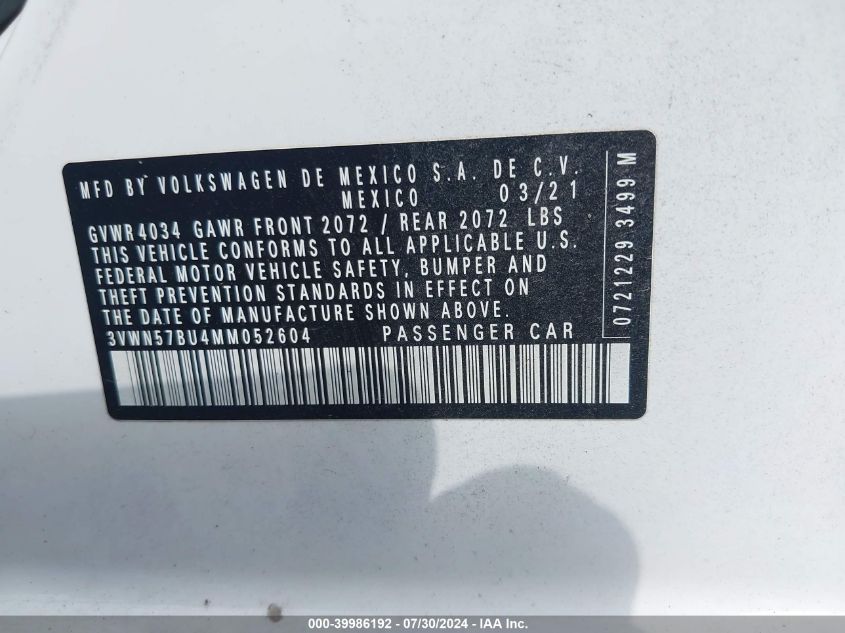 MFD BY VOLKSWAGEN DE MEXICO S.A. DE C.V.
MEXICO 03/21
GVWR4034 GAWR FRONT 2072 / REAR 2072 LBS
THIS VEHICLE CONFORMS TO ALL APPLICABLE U.S.
FEDERAL MOTOR VEHICLE SAFETY, BUMPER AND
THEFT PREVENTION STANDARDS IN EFFECT ON
THE DATE OF MANUFACTURE SHOWN ABOVE.
3VWN57BU4MM052604 PASSENGER CAR
0721229 3499 M
000-39986192 - 07/30/2024 - IAA Inc.